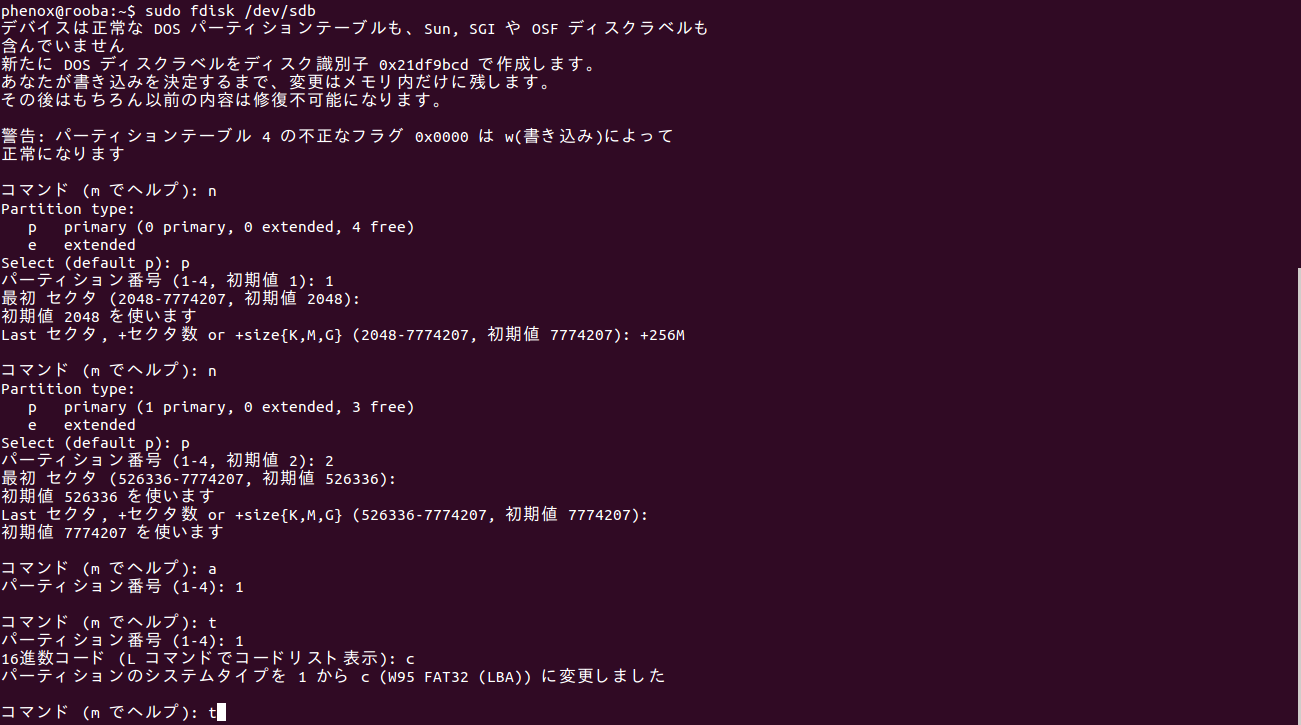 phenox@rooba:~$ sudo fdisk /dev/sdb
デバイスは正常な DOS パーティションテーブルも、Sun, SGI や OSF ディスクラベルも
含んでいません
新たに DOS ディスクラベルをディスク識別子 0x21df9bcd で作成します。
あなたが書き込みを決定するまで、変更はメモリ内だけに残します。
その後はもちろん以前の内容は修復不可能になります。

警告: パーティションテーブル 4 の不正なフラグ 0x0000 は w(書き込み)によって
正常になります

コマンド (m でヘルプ): n
Partition type:
   p   primary (0 primary, 0 extended, 4 free)
   e   extended
Select (default p): p
パーティション番号 (1-4, 初期値 1): 1
最初 セクタ (2048-7774207, 初期値 2048):
初期値 2048 を使います
Last セクタ, +セクタ数 or +size{K,M,G} (2048-7774207, 初期値 7774207): +256M

コマンド (m でヘルプ): n
Partition type:
   p   primary (1 primary, 0 extended, 3 free)
   e   extended
Select (default p): p
パーティション番号 (1-4, 初期値 2): 2
最初 セクタ (526336-7774207, 初期値 526336):
初期値 526336 を使います
Last セクタ, +セクタ数 or +size{K,M,G} (526336-7774207, 初期値 7774207):
初期値 7774207 を使います

コマンド (m でヘルプ): a
パーティション番号 (1-4): 1

コマンド (m でヘルプ): t
パーティション番号 (1-4): 1
16進数コード (L コマンドでコードリスト表示): c
パーティションのシステムタイプを 1 から c (W95 FAT32 (LBA)) に変更しました

コマンド (m でヘルプ): t